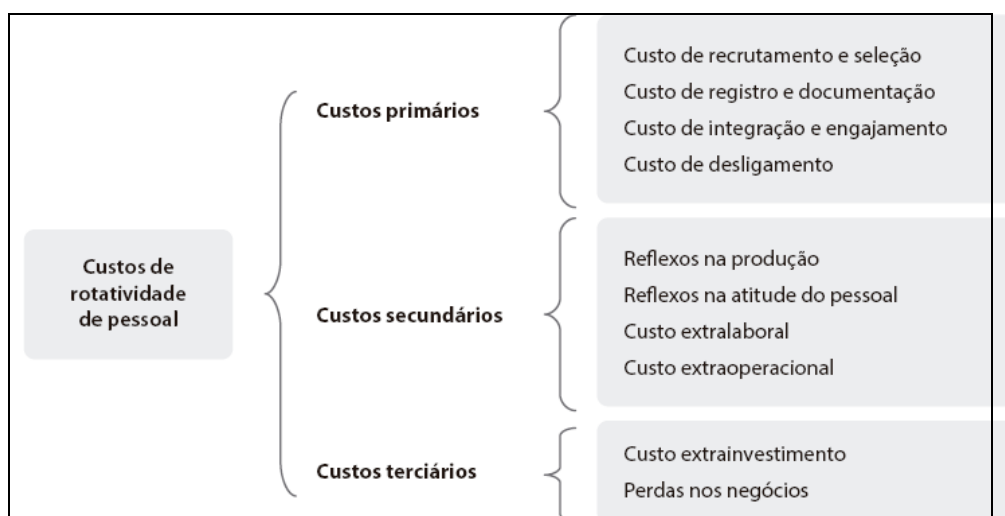 Custos de
rotatividade
de pessoal
Custos primários
Custo de recrutamento e seleção
Custo de registro e documentação
Custo de integração e engajamento
Custo de desligamento
Custos secundários
Reflexos na produção
Reflexos na atitude do pessoal
Custo extralaboral
Custo extraoperacional
Custos terciários
Custo extrainvestimento
Perdas nos negócios